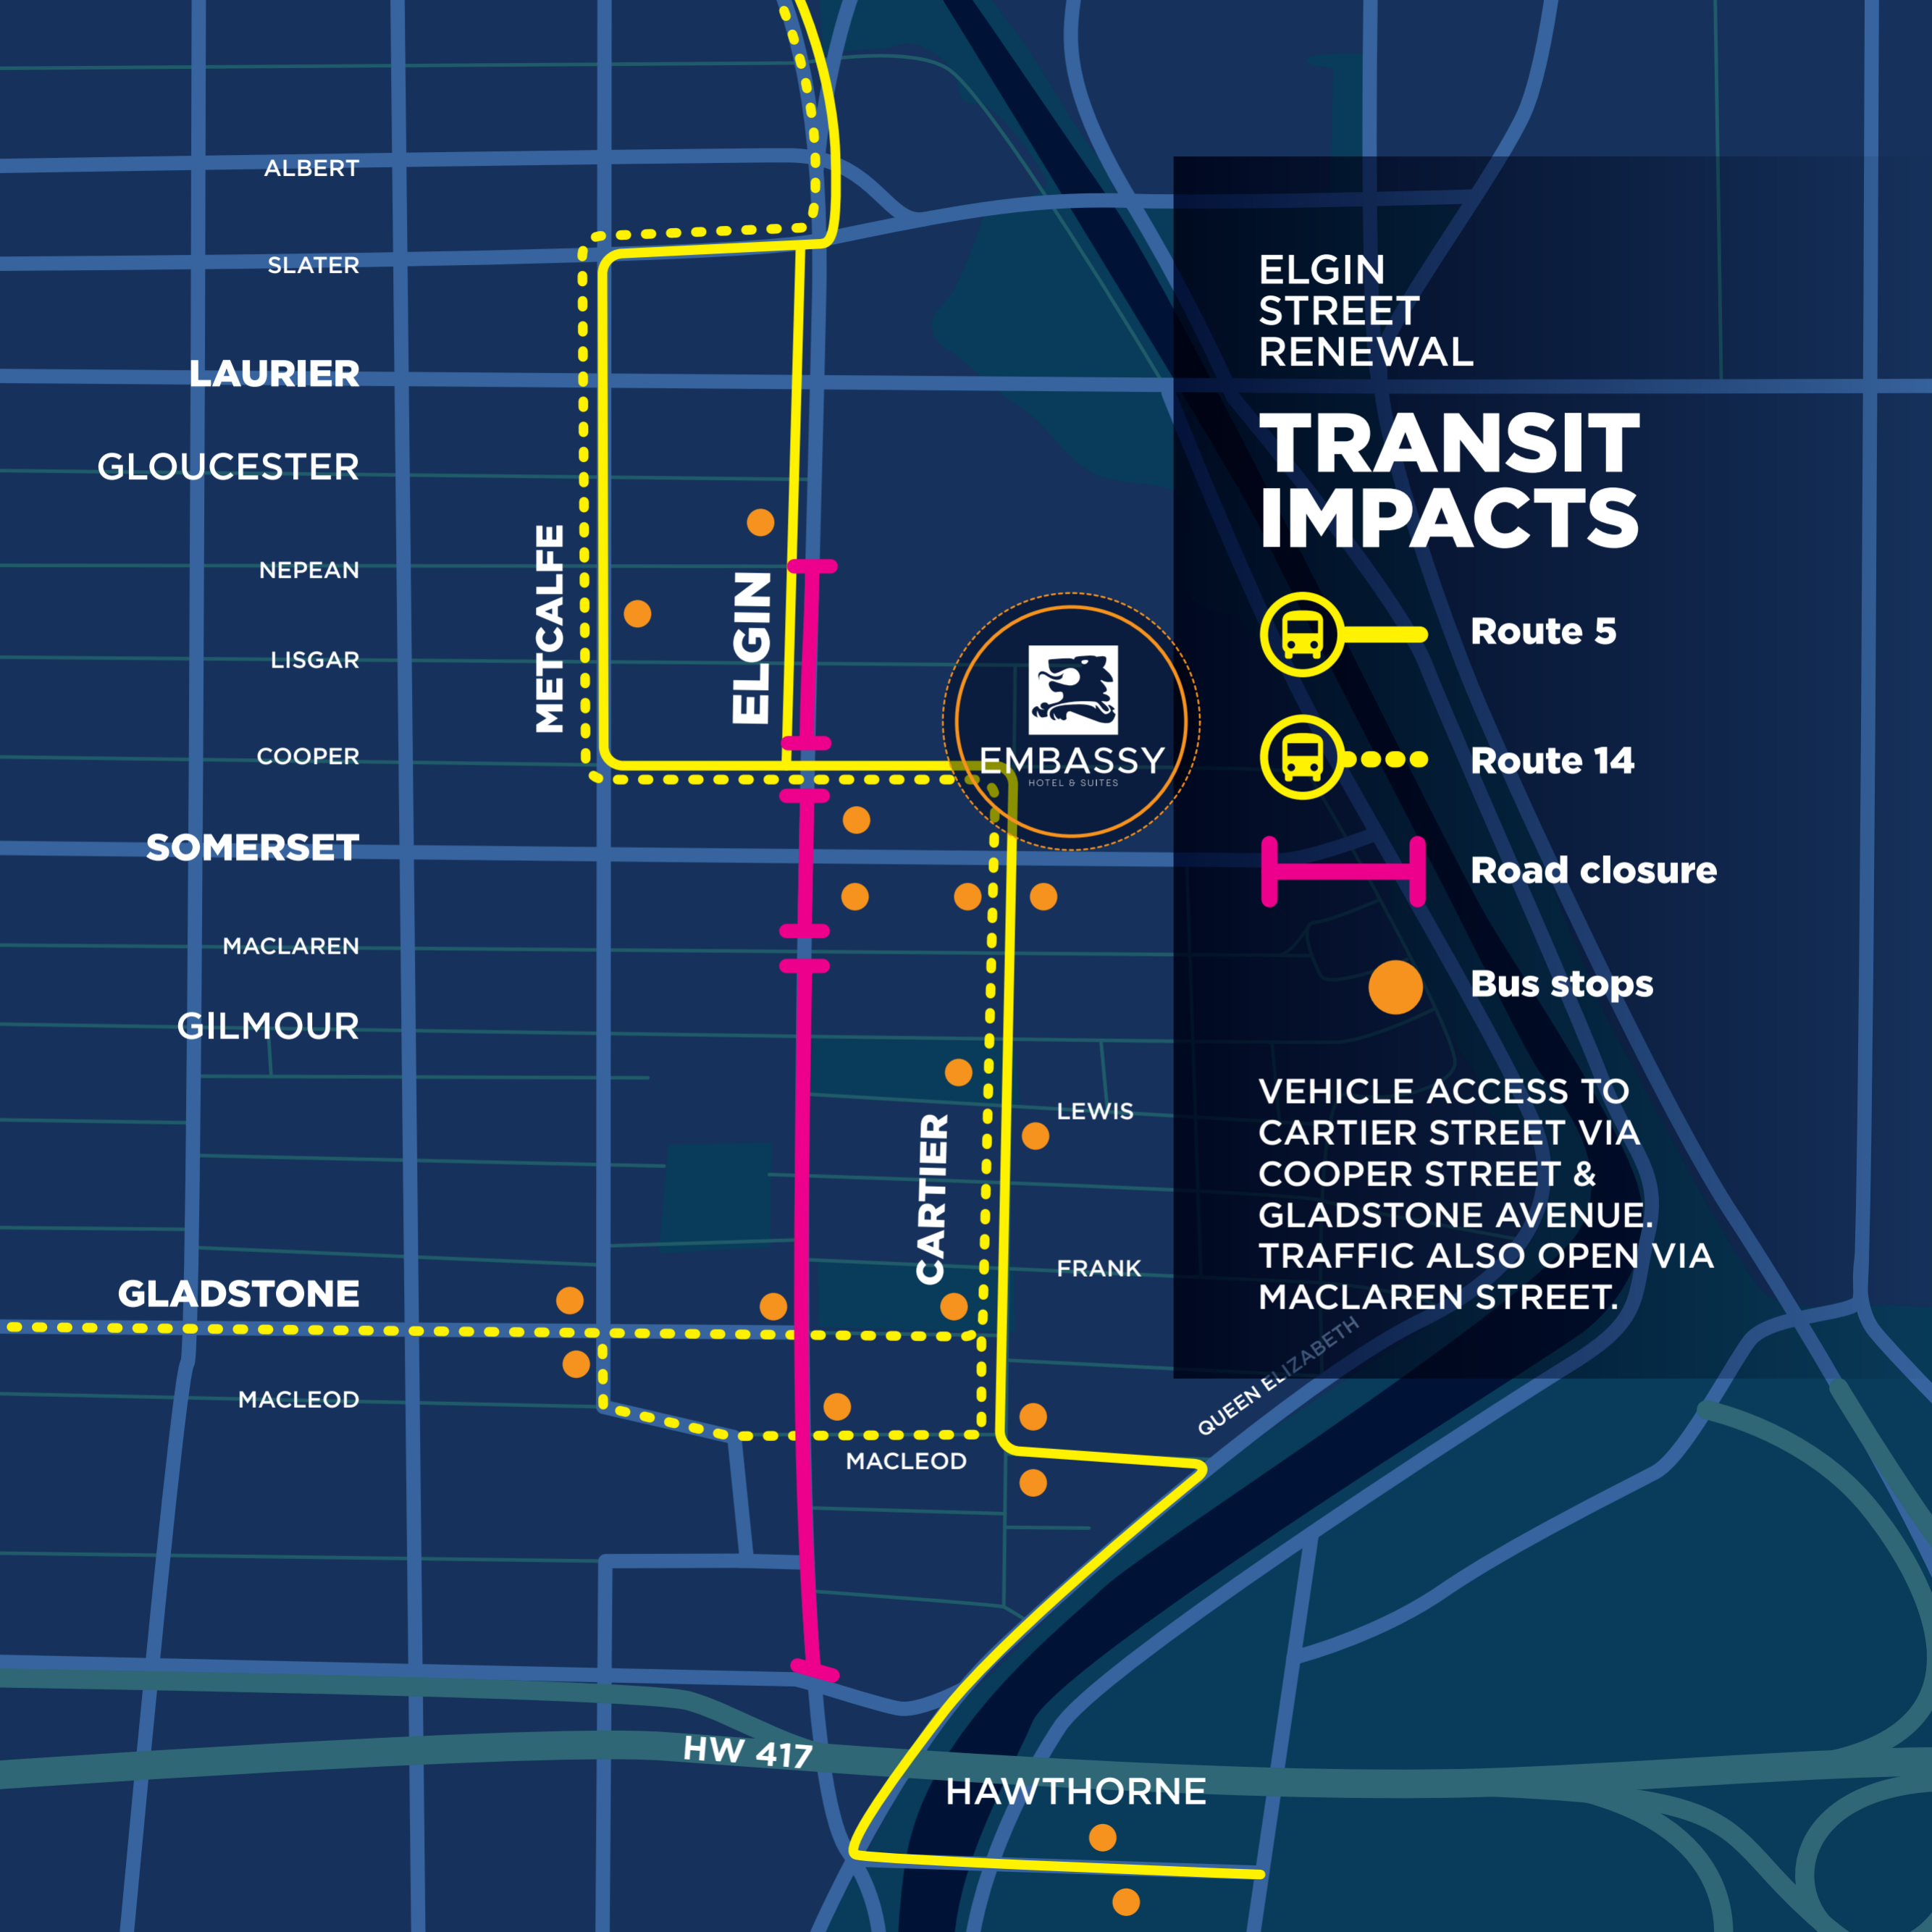 ALBERT
SLATER
LAURIER
GLOUCESTER
NEPEAN
LISGAR
COOPER
SOMERSET
MACLAREN
GILMOUR
GLADSTONE
MACLEOD
METCALFE
ELGIN
CARTIER
EMBASSY
HOTEL & SUITES
LEWIS
FRANK
MACLEOD
QUEEN ELIZABETH
HW 417
HAWTHORNE
ELGIN
STREET
RENEWAL
TRANSIT
IMPACTS
Route 5
Route 14
Road closure
Bus stops
VEHICLE ACCESS TO
CARTIER STREET VIA
COOPER STREET &
GLADSTONE AVENUE.
TRAFFIC ALSO OPEN VIA
MACLAREN STREET.